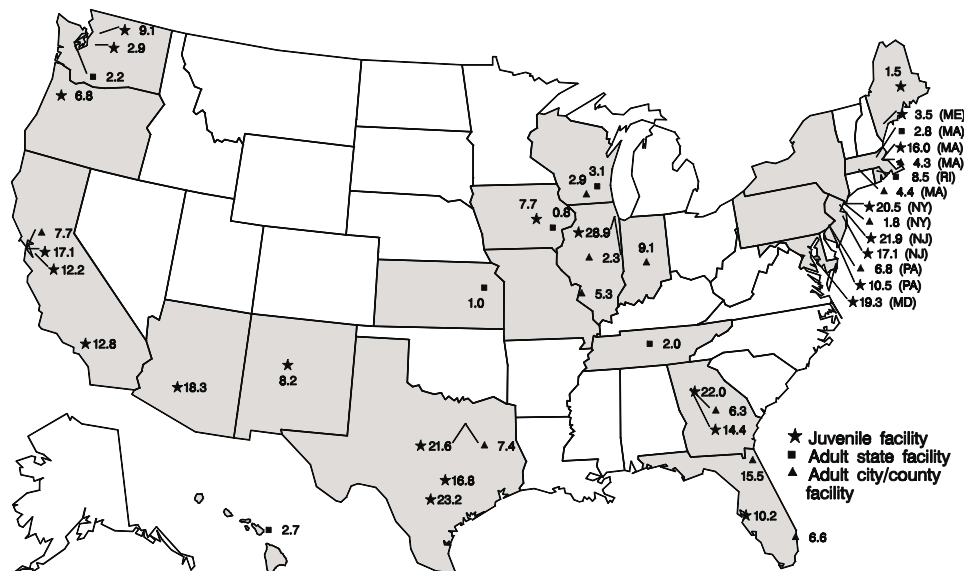 9.1
2.9
2.2
6.8
1.5
3.5 (ME)
2.8 (MA)
16.0 (MA)
4.3 (MA)
8.5 (RI)
4.4 (MA)
20.5 (NY)
1.8 (NY)
21.9 (NJ)
17.1 (NJ)
6.8 (PA)
10.5 (PA)
19.3 (MD)
2.9 3.1
7.7 0.8
28.9
2.3
9.1
5.3
7.7
17.1
12.2
12.8
1.0
2.0
18.3
8.2
22.0
6.3
14.4
21.6
7.4
16.8
23.2
15.5
10.2
6.6
2.7
Juvenile facility
Adult state facility
Adult city/county
facility